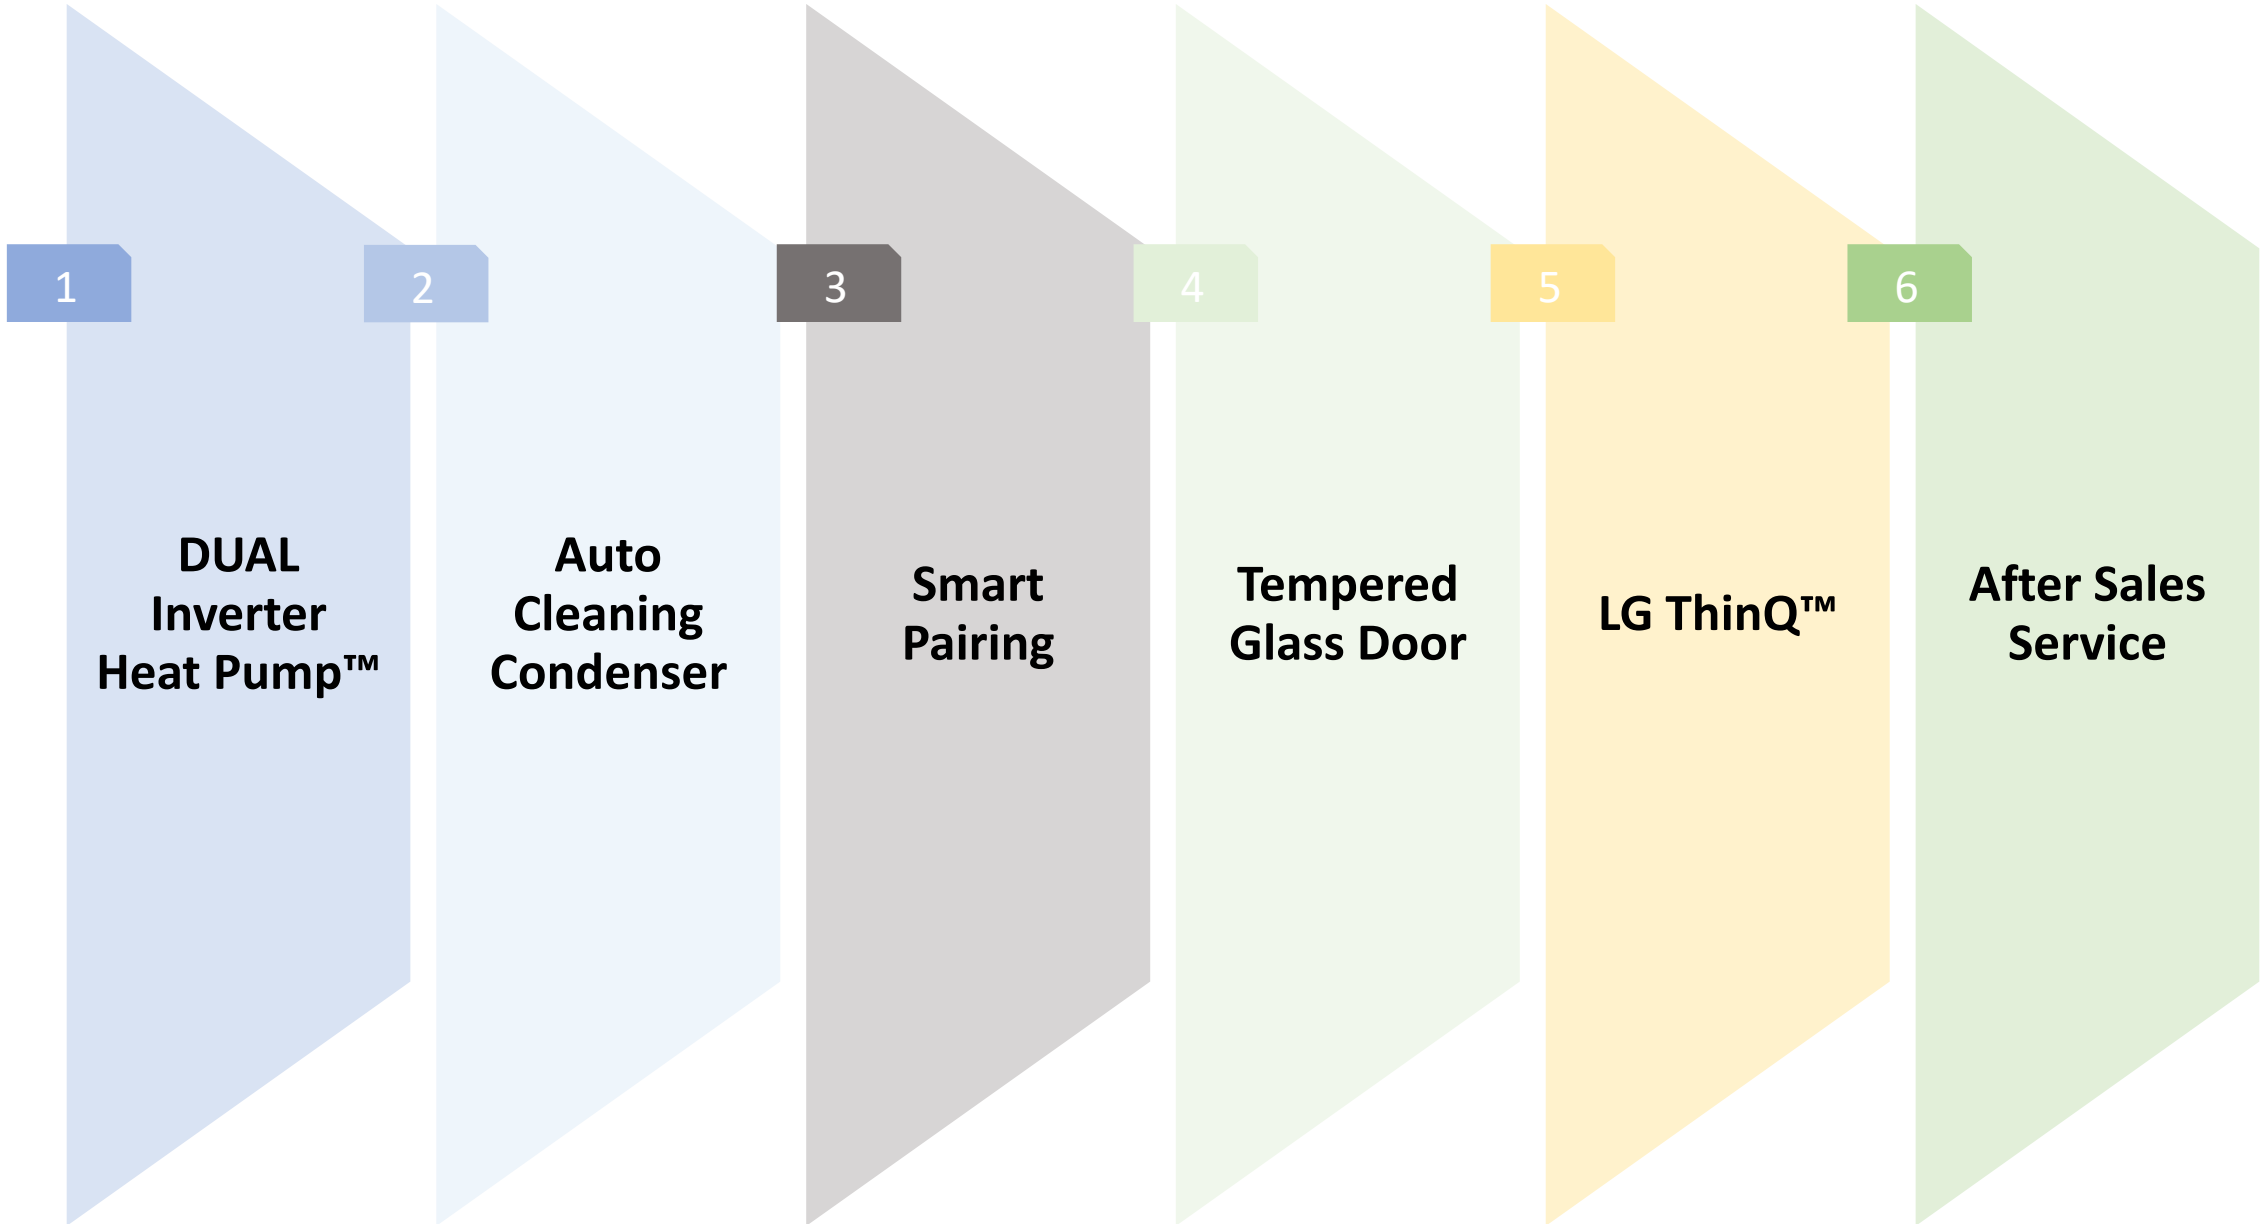 1
DUAL
Inverter
Heat Pump™
2
Auto
Cleaning
Condenser
3
Smart
Pairing
4
Tempered
Glass Door
5
LG ThinQ™
6
After Sales
Service